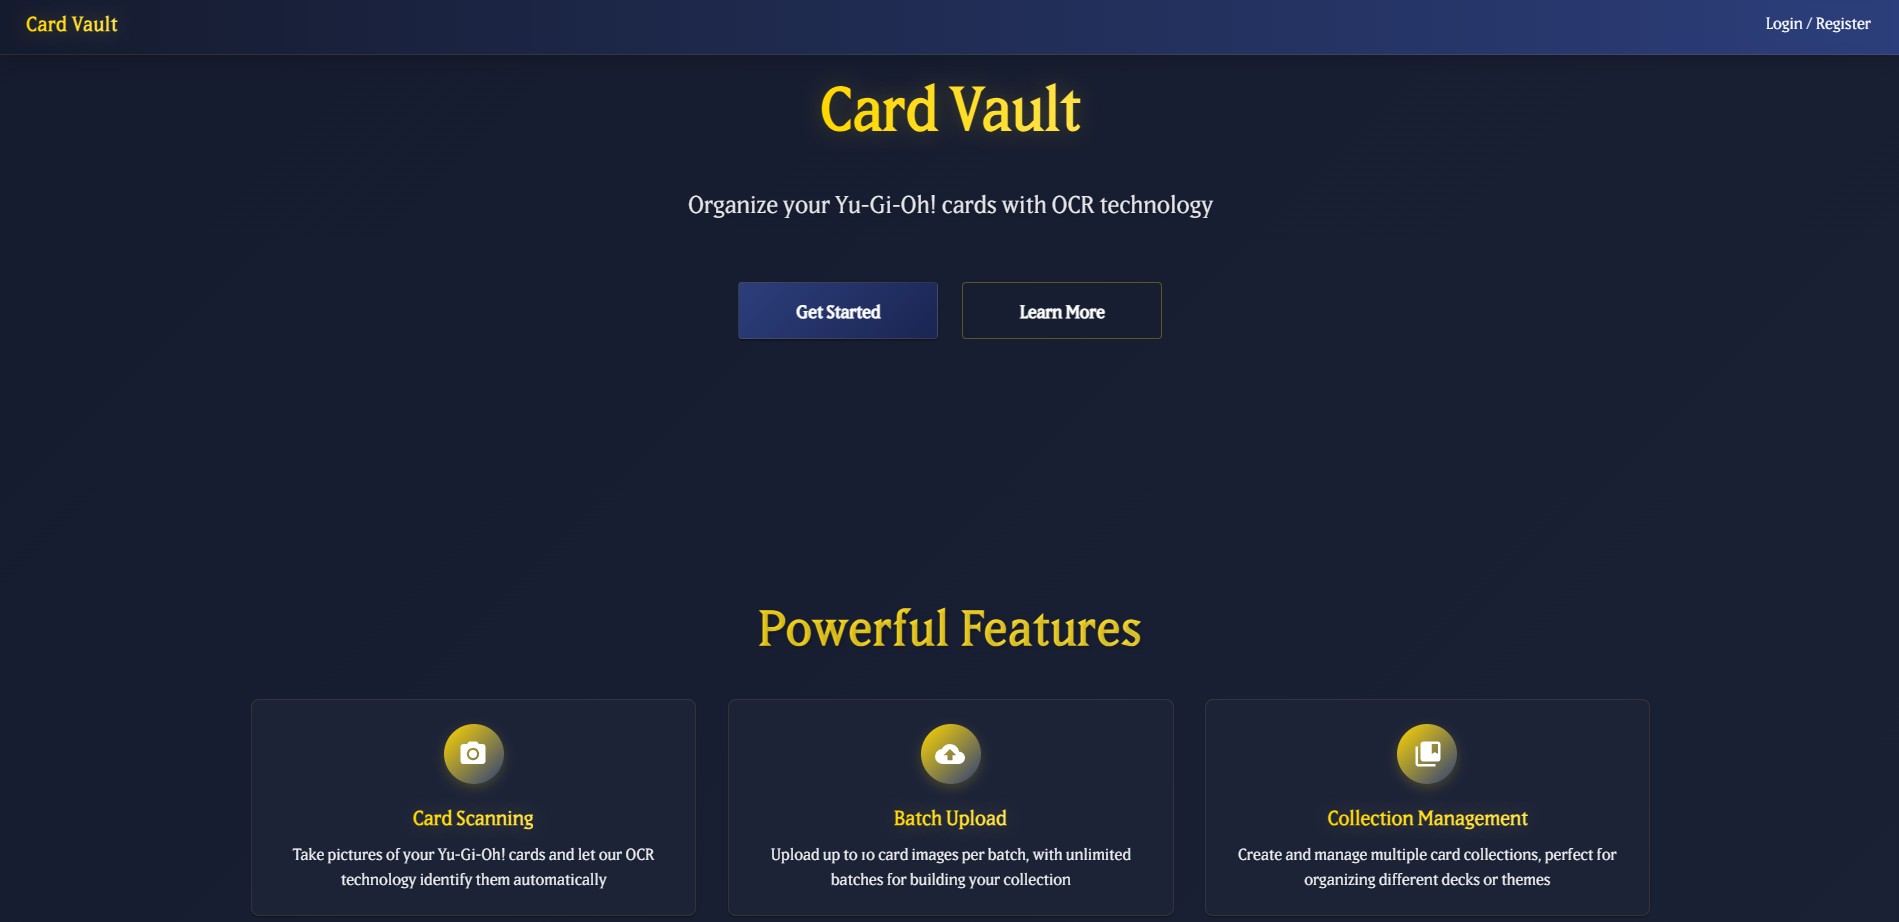 Card Vault
Login / Register
Card Vault
Organize your Yu-Gi-Oh! cards with OCR technology
Get Started
Learn More
Powerful Features
Card Scanning
Take pictures of your Yu-Gi-Oh! cards and let our OCR
technology identify them automatically
Batch Upload
Upload up to 10 card images per batch, with unlimited
batches for building your collection
Collection Management
Create and manage multiple card collections, perfect for
organizing different decks or themes